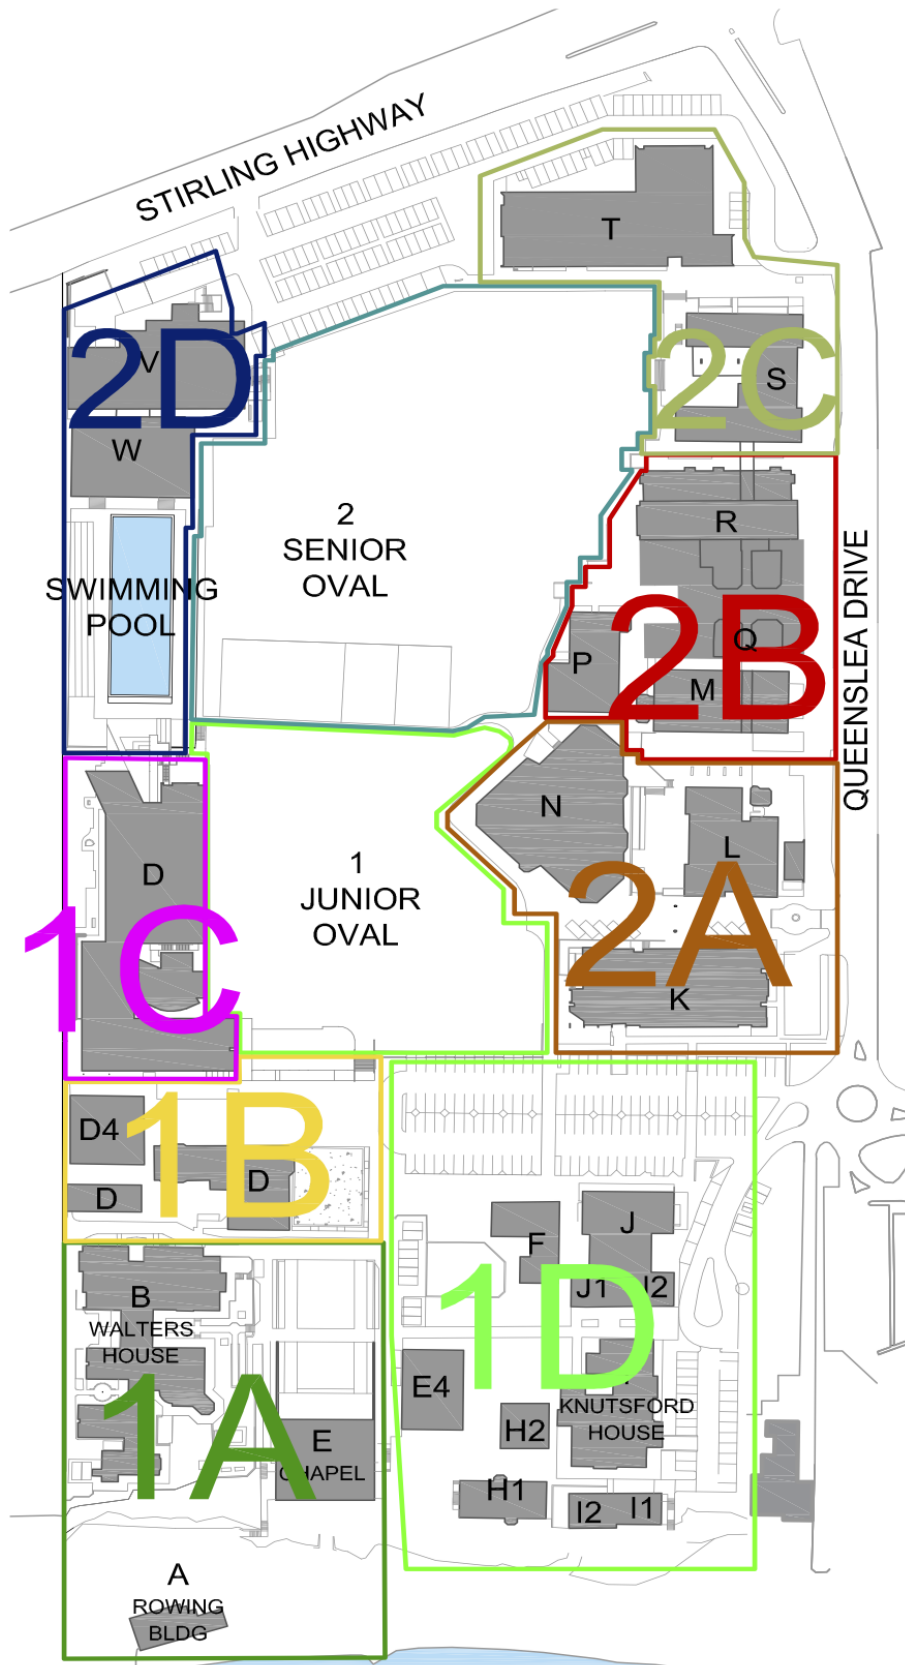 STIRLING HIGHWAY
T
2D
V
2C
S
W
2
SENIOR
OVAL
R
SWIMMING
POOL
QUEENSLEA DRIVE
2B
Q
P
M
N
L
1
JUNIOR
OVAL
D
2A
1C
K
D4
1B
D
D
J
F
B
1D
J1
J2
WALTERS
HOUSE
1A
E4
KNUTSFORD
HOUSE
H2
E
CHAPEL
H1
I2
I1
A
ROWING
BLDG